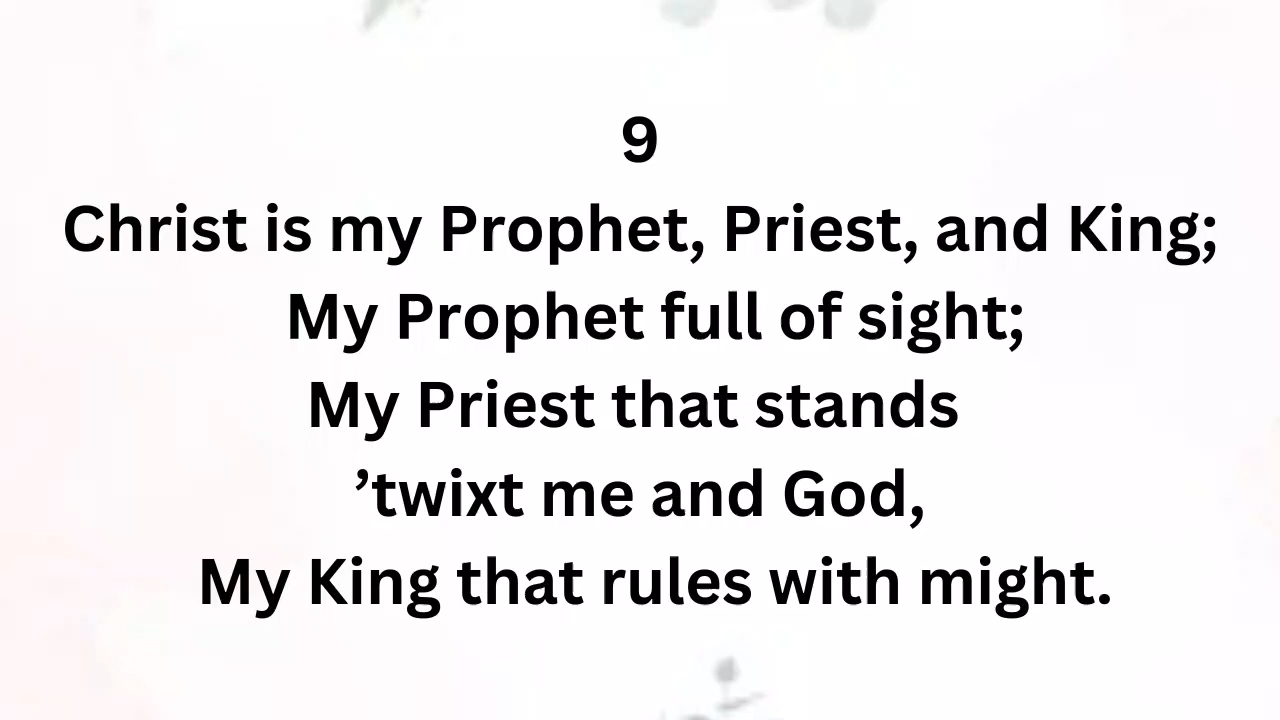 9
Christ is my Prophet, Priest, and King;
My Prophet full of sight;
My Priest that stands
’twixt me and God,
My King that rules with might.